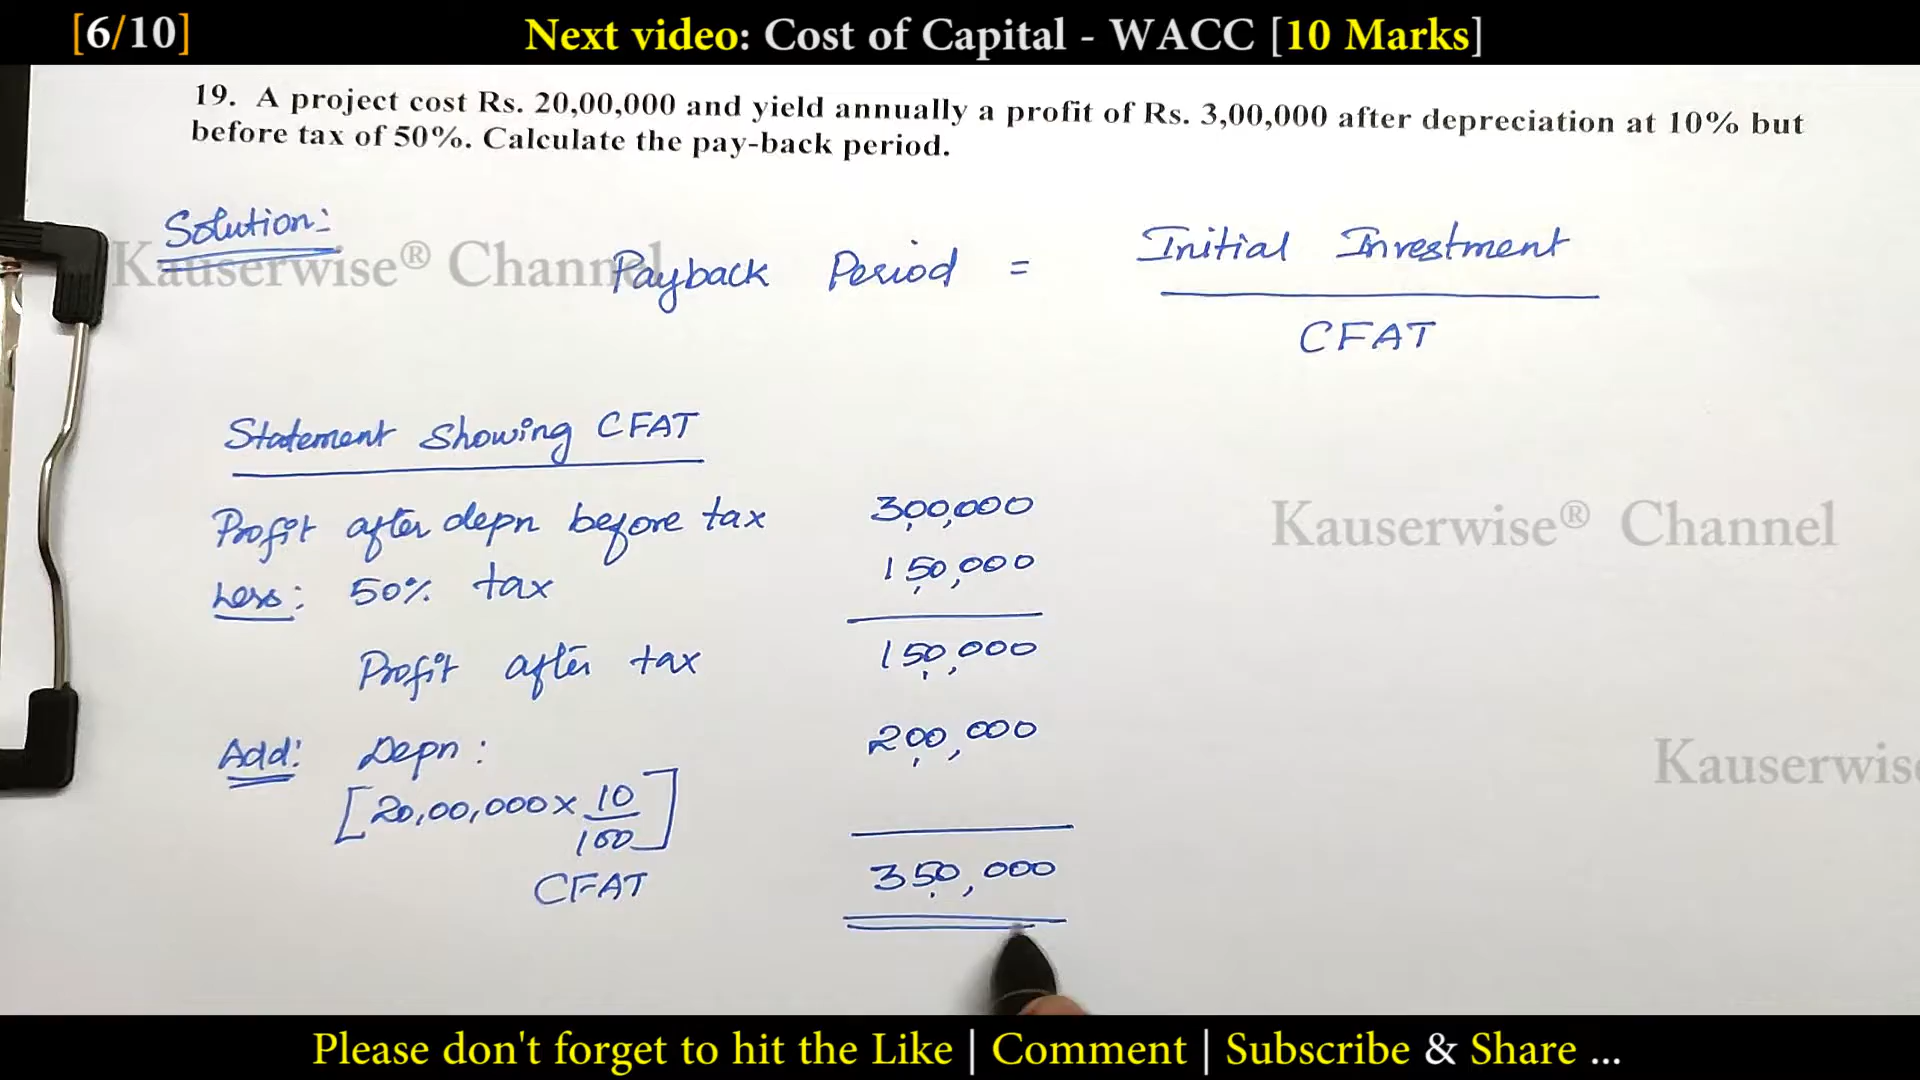 [6/10]
Next video: Cost of Capital - WACC [10 Marks]
19. A project cost Rs. 20,00,000 and yield annually a profit of Rs. 3,00,000 after depreciation at 10% but
before tax of 50%. Calculate the pay-back period.
Solution:
Kauserwise® Channel
Payback Period = Initial Investment
CFAT
Statement showing CFAT
Profit after depn before tax 300,000
Less: 50% tax 150,000
Kauserwise® Channel
Profit after tax 150,000
Add: Depn: 200,000
Kauserwise
[20,00,000 x 10/100]
CFAT 350,000
Please don't forget to hit the Like | Comment | Subscribe & Share ...